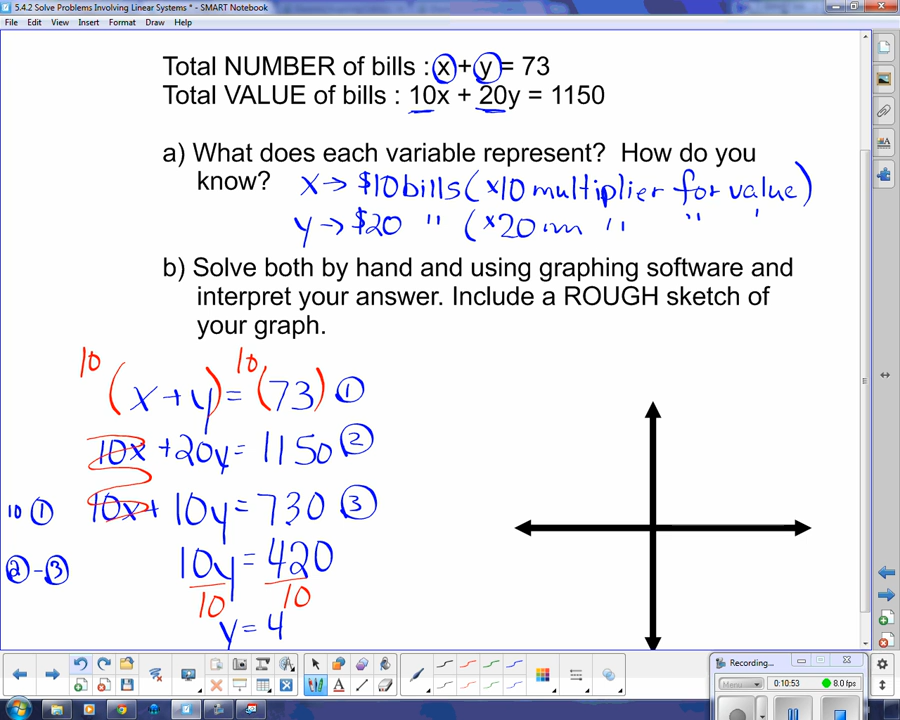 5.4.2 Solve Problems Involving Linear Systems * - SMART Notebook
File Edit View Insert Format Draw Help
Total NUMBER of bills : x + y = 73
Total VALUE of bills : 10x + 20y = 1150
a) What does each variable represent? How do you
know? x → $10 bills (×10 multiplier for value)
y → $20 " (×20 " " "
b) Solve both by hand and using graphing software and
interpret your answer. Include a ROUGH sketch of
your graph.
10 10
(x + y) = (73) ①
10x + 20y = 1150 ②
10 ① 10x + 10y = 730 ③
② - ③ 10y = 420
10 10
y = 4
Recording...
Menu 0:10:53 8.0 fps